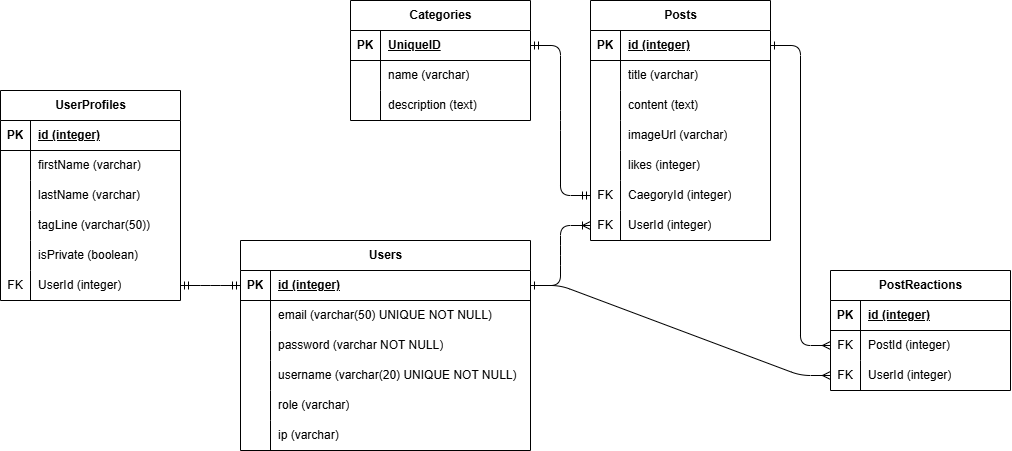 Categories
PK UniqueID
name (varchar)
description (text)
Posts
PK id (integer)
title (varchar)
content (text)
imageUrl (varchar)
likes (integer)
FK CaegoryId (integer)
FK UserId (integer)
UserProfiles
PK id (integer)
firstName (varchar)
lastName (varchar)
tagLine (varchar(50))
isPrivate (boolean)
FK UserId (integer)
Users
PK id (integer)
email (varchar(50) UNIQUE NOT NULL)
password (varchar NOT NULL)
username (varchar(20) UNIQUE NOT NULL)
role (varchar)
ip (varchar)
PostReactions
PK id (integer)
FK PostId (integer)
FK UserId (integer)